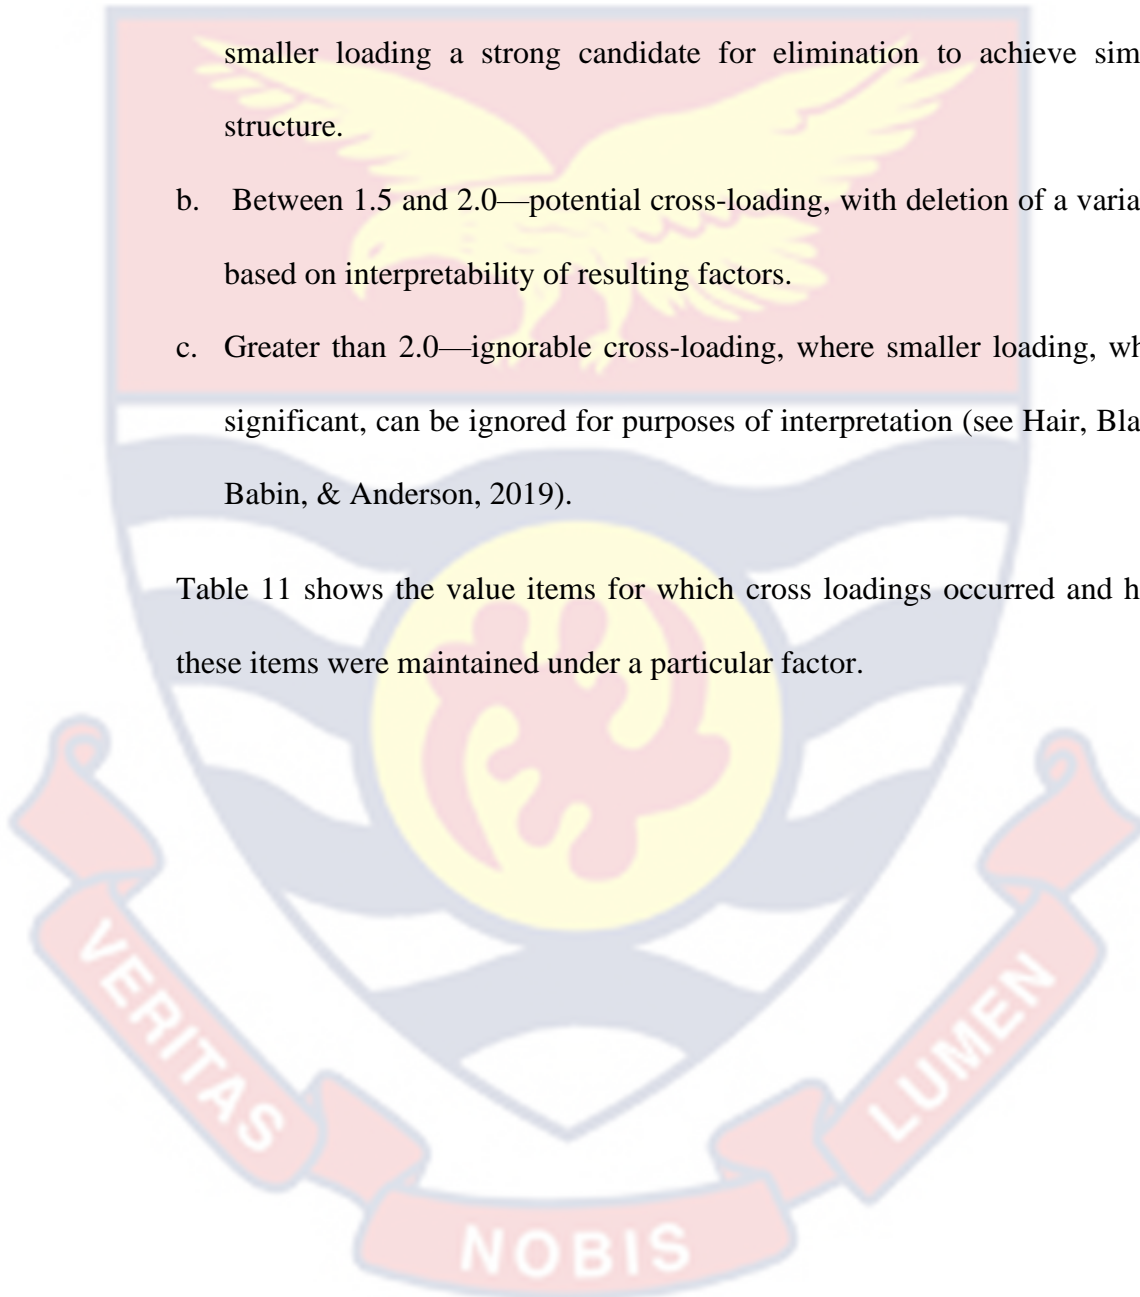 smaller loading a strong candidate for elimination to achieve sim
structure.
b. Between 1.5 and 2.0—potential cross-loading, with deletion of a varia
based on interpretability of resulting factors.
c. Greater than 2.0—ignorable cross-loading, where smaller loading, wh
significant, can be ignored for purposes of interpretation (see Hair, Bla
Babin, & Anderson, 2019).
Table 11 shows the value items for which cross loadings occurred and h
these items were maintained under a particular factor.
VERITAS
NOBIS
LUMEN